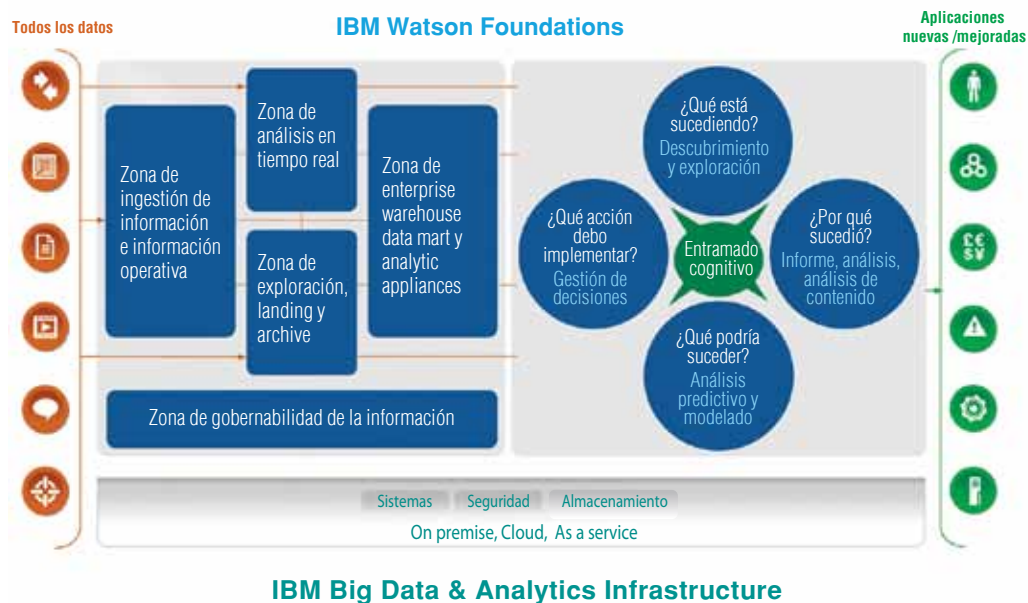 Todos los datos
IBM Watson Foundations
Aplicaciones
nuevas /mejoradas
Zona de
ingestión de
información
e información
operativa
Zona de
análisis en
tiempo real
Zona de
exploración,
landing y
archive
Zona de
enterprise
warehouse
data mart y
analytic
appliances
Zona de gobernabilidad de la información
¿Qué está
sucediendo?
Descubrimiento
y exploración
¿Qué acción
debo
implementar?
Gestión de
decisiones
Entramado
cognitivo
¿Por qué
sucedió?
Informe, análisis,
análisis de
contenido
¿Qué podría
suceder?
Análisis
predictivo y
modelado
£€
$¥
Sistemas Seguridad Almacenamiento
On premise, Cloud, As a service
IBM Big Data & Analytics Infrastructure